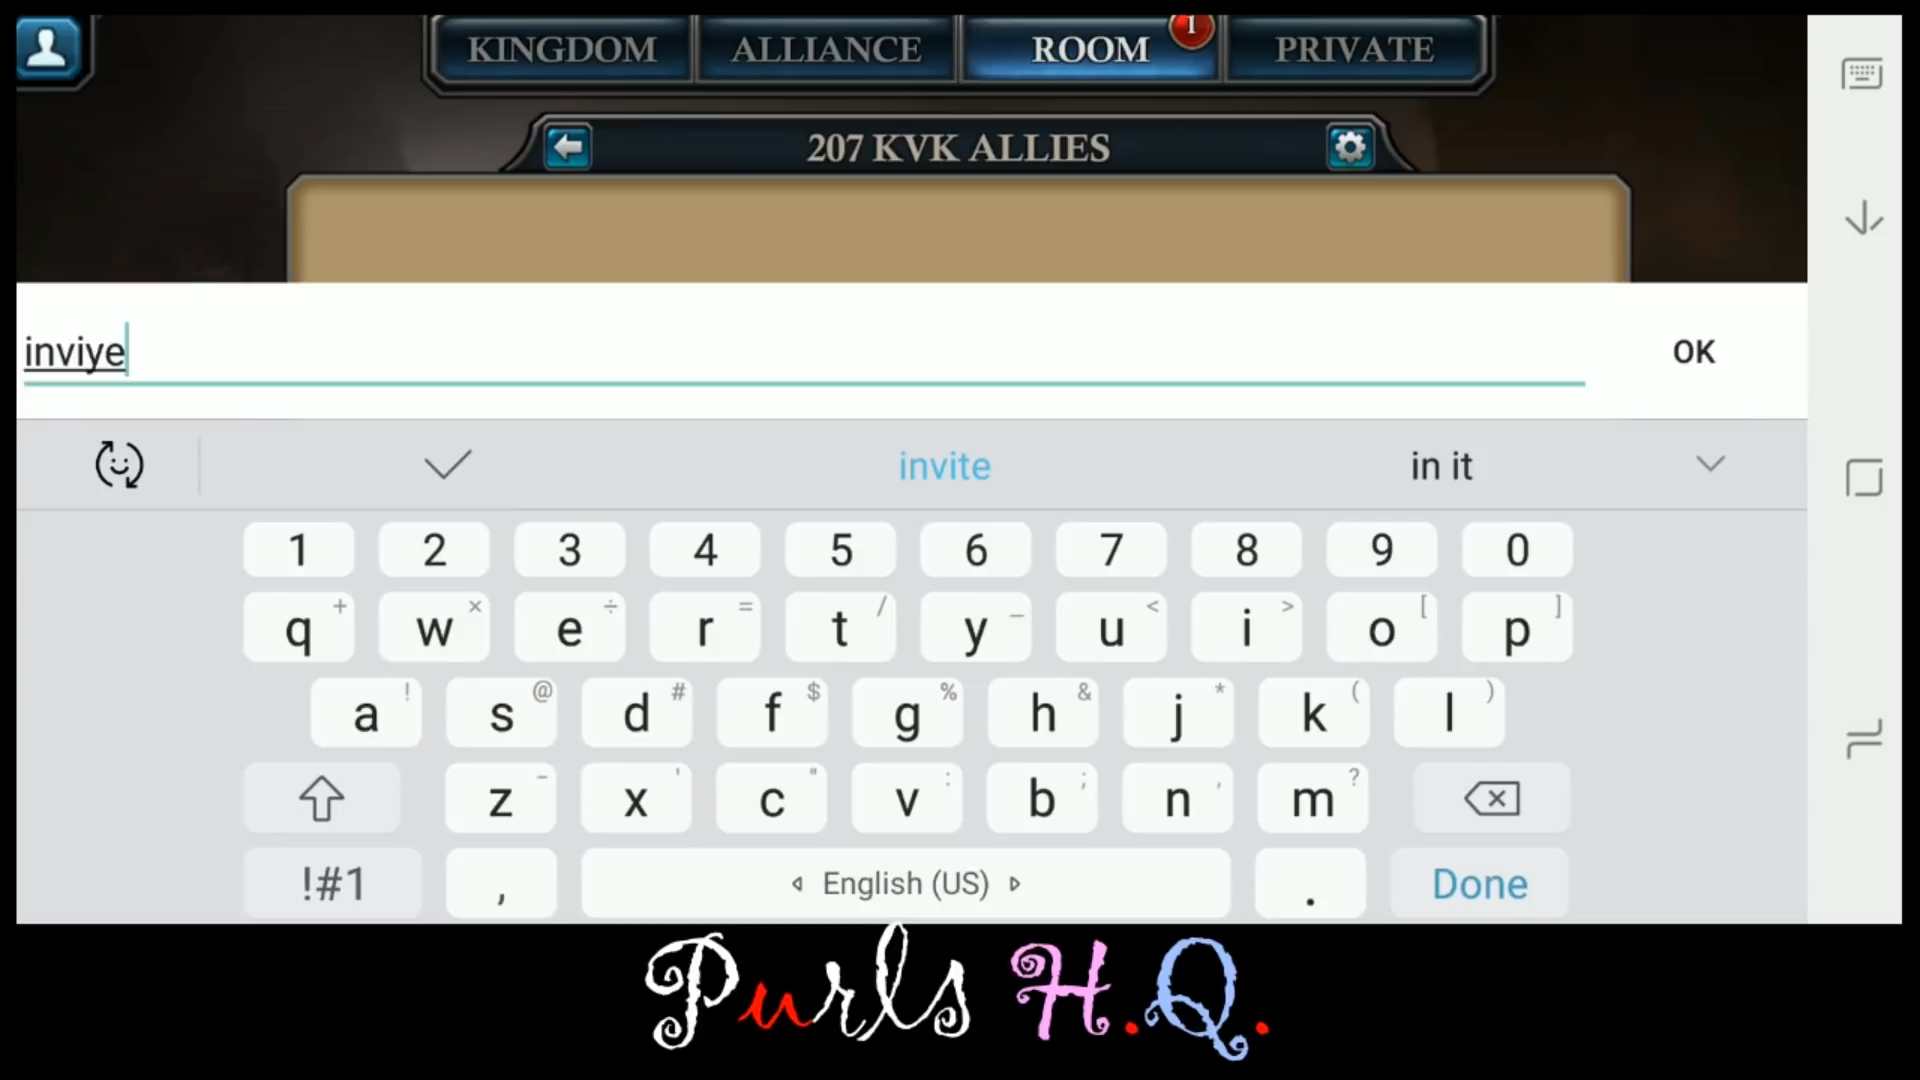 KINGDOM ALLIANCE ROOM 1 PRIVATE
207 KVK ALLIES
inviye OK
invite in it
1 2 3 4 5 6 7 8 9 0
q + w × e ÷ r = t / y _ u < i > o [ p ]
a ! s @ d # f $ g % h & j * k ( l )
z - x ' c " v : b ; n , m ?
!#1 , English (US) . Done
Purls H.Q.